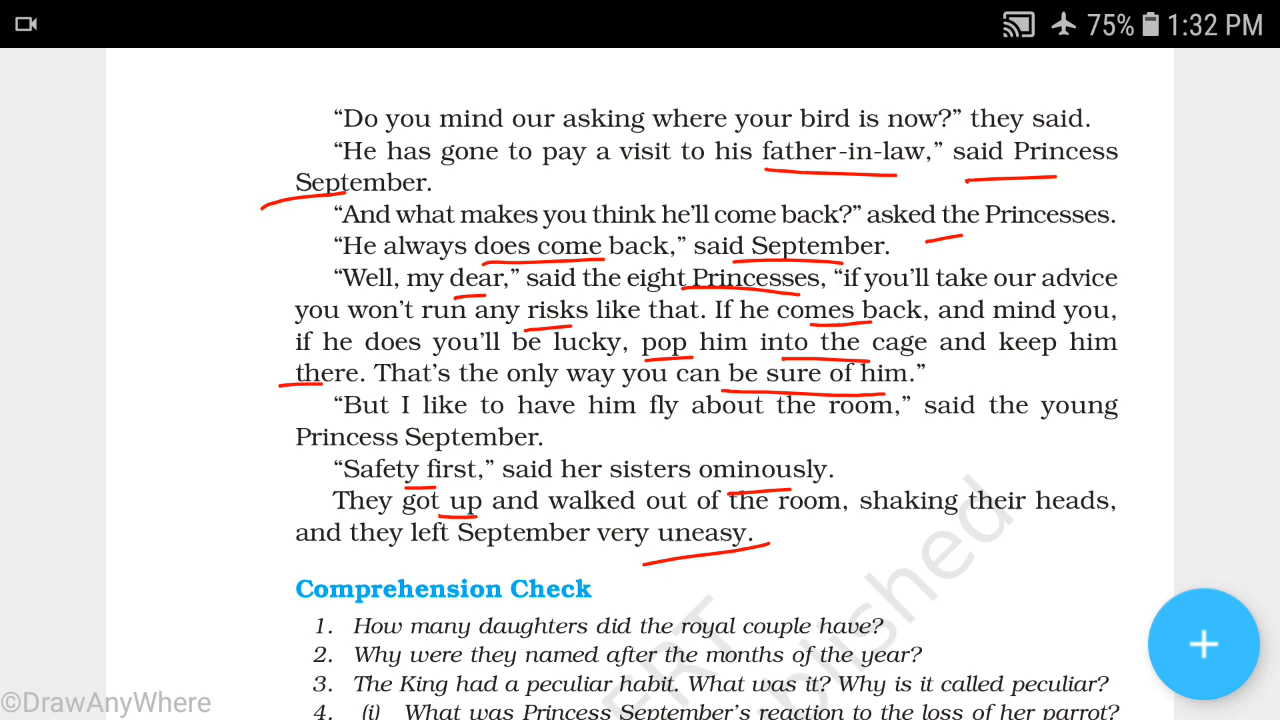 75% 1:32 PM
“Do you mind our asking where your bird is now?” they said.
“He has gone to pay a visit to his father-in-law,” said Princess
September.
“And what makes you think he’ll come back?” asked the Princesses.
“He always does come back,” said September.
“Well, my dear,” said the eight Princesses, “if you’ll take our advice
you won’t run any risks like that. If he comes back, and mind you,
if he does you’ll be lucky, pop him into the cage and keep him
there. That’s the only way you can be sure of him.”
“But I like to have him fly about the room,” said the young
Princess September.
“Safety first,” said her sisters ominously.
They got up and walked out of the room, shaking their heads,
and they left September very uneasy.
Comprehension Check
1. How many daughters did the royal couple have?
2. Why were they named after the months of the year?
3. The King had a peculiar habit. What was it? Why is it called peculiar?
4. (i) What was Princess September’s reaction to the loss of her parrot?
©DrawAnyWhere